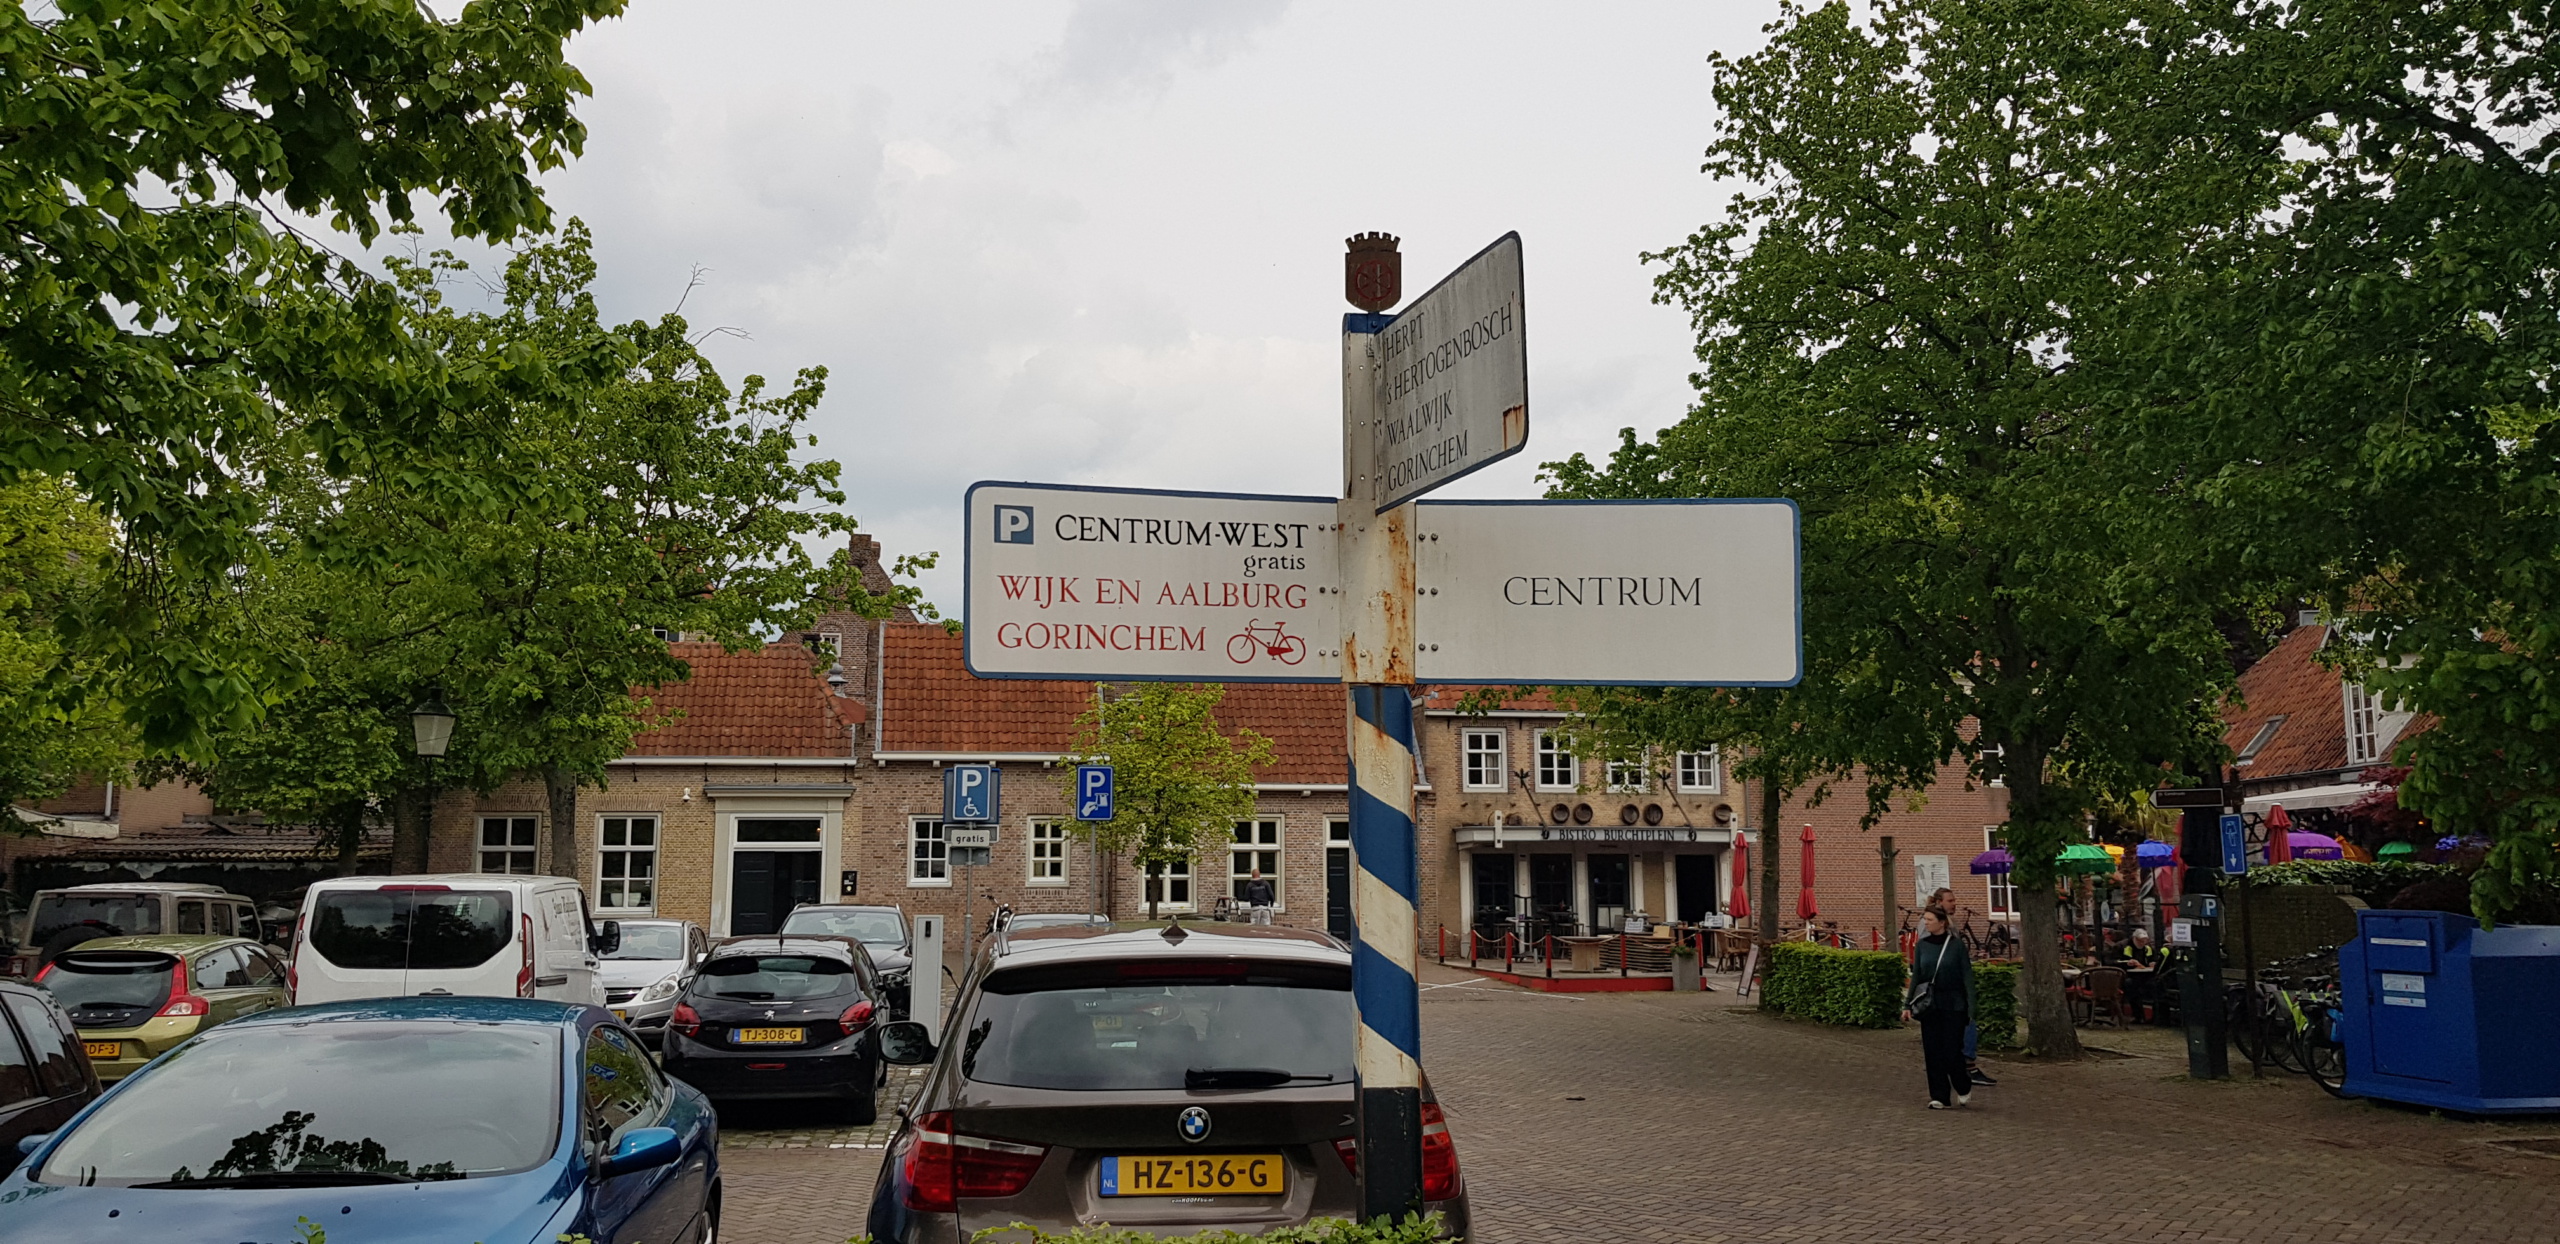 HERPT
's HERTOGENBOSCH
WAALWIJK
GORINCHEM
P CENTRUM-WEST
gratis
WIJK EN AALBURG
GORINCHEM
CENTRUM
P
gratis
P
BISTRO BURCHTPLEIN
P
TJ-308-G
NL HZ-136-G